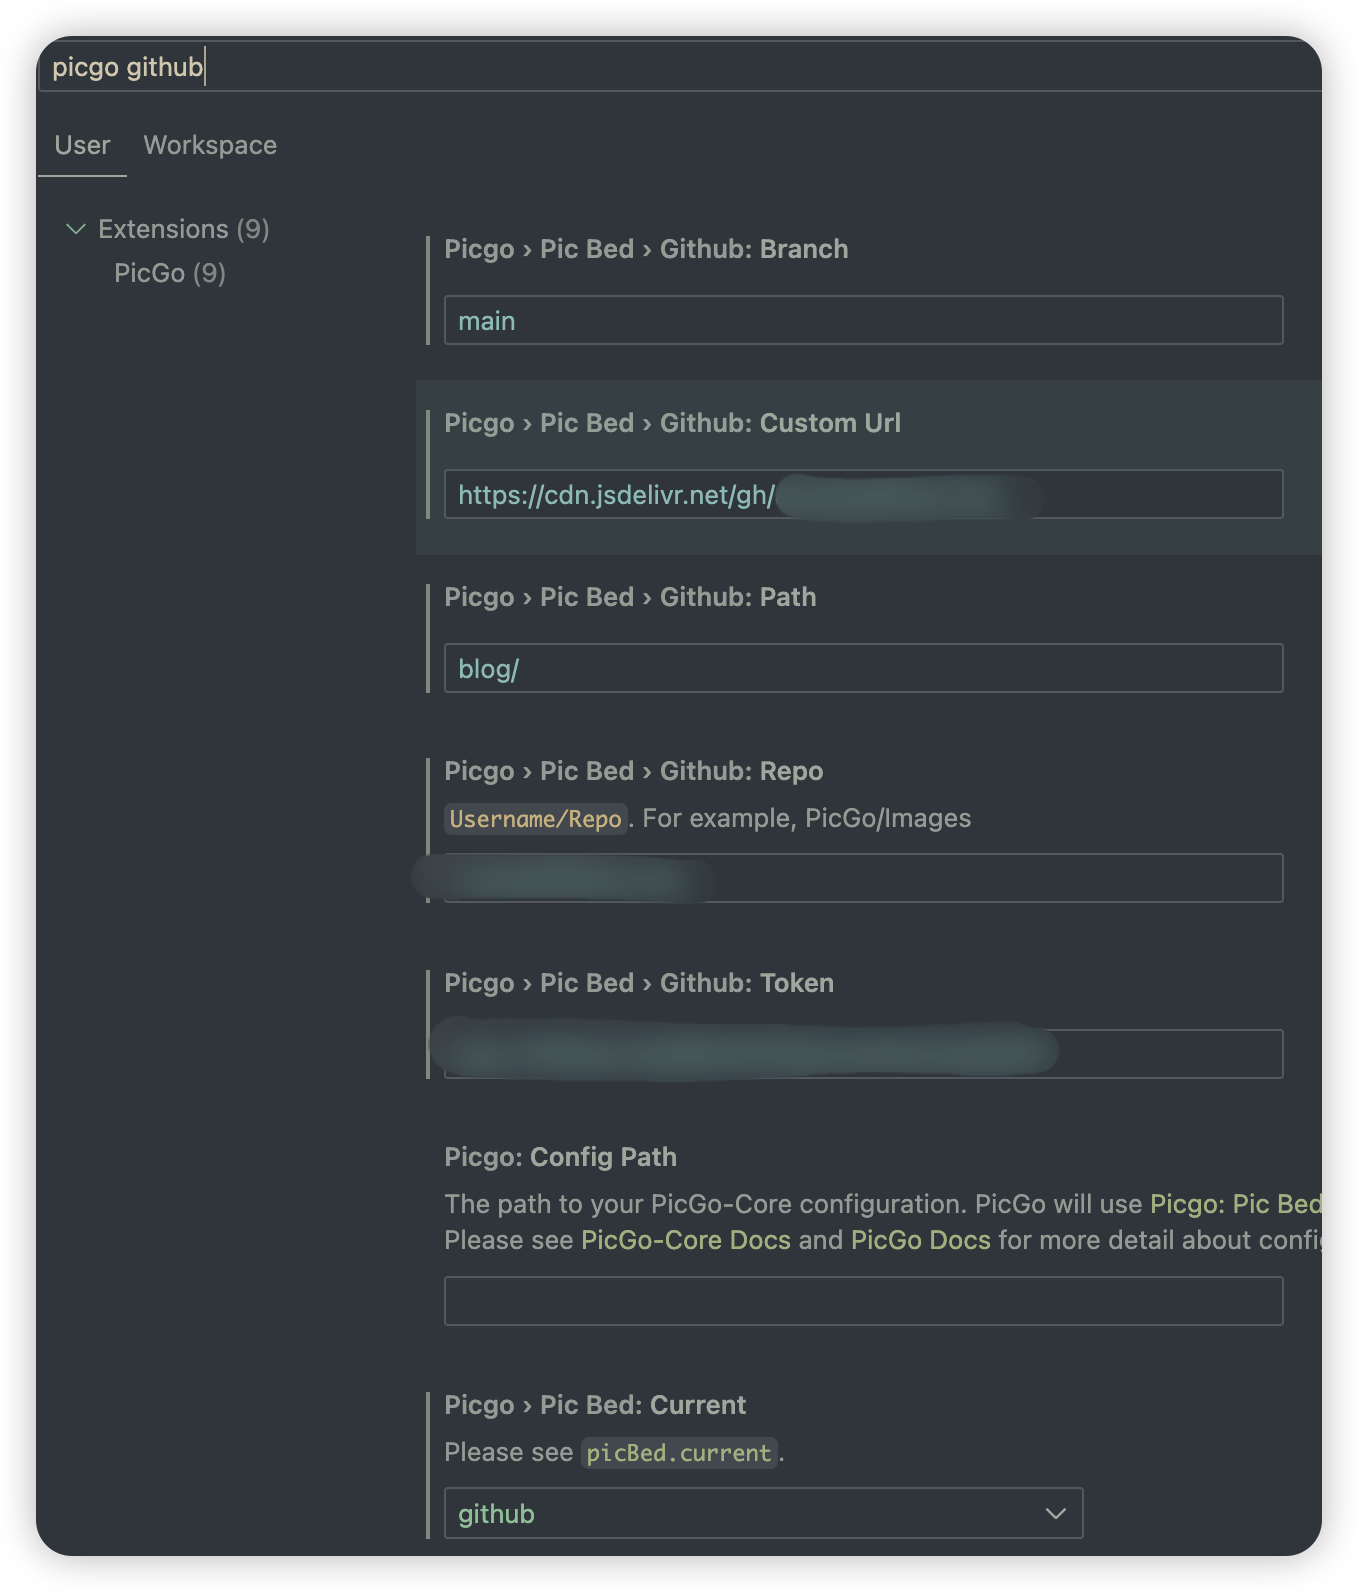 picgo github
User Workspace
Extensions (9)
PicGo (9)
Picgo › Pic Bed › Github: Branch
main
Picgo › Pic Bed › Github: Custom Url
https://cdn.jsdelivr.net/gh/
Picgo › Pic Bed › Github: Path
blog/
Picgo › Pic Bed › Github: Repo
Username/Repo. For example, PicGo/Images
Picgo › Pic Bed › Github: Token
Picgo: Config Path
The path to your PicGo-Core configuration. PicGo will use Picgo: Pic Bed
Please see PicGo-Core Docs and PicGo Docs for more detail about
Picgo › Pic Bed: Current
Please see picBed.current.
github